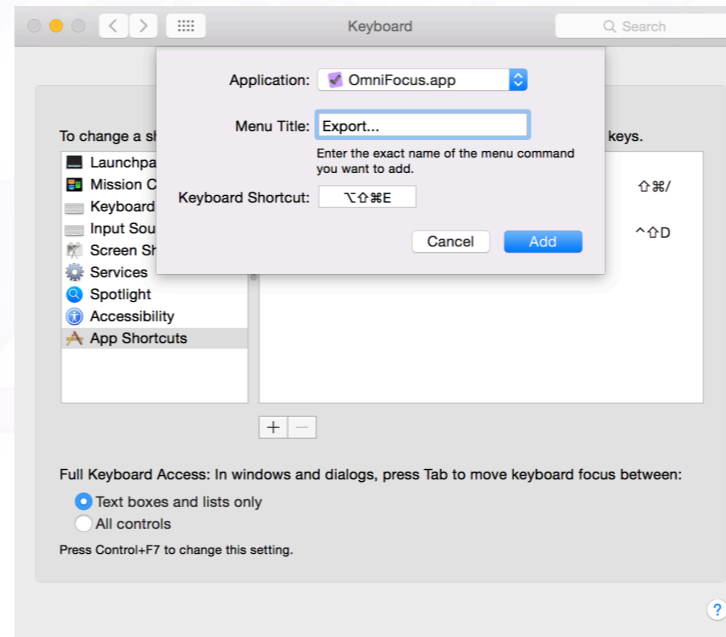 Keyboard
Search
Application: OmniFocus.app
Menu Title: Export...
Enter the exact name of the menu command
you want to add.
Keyboard Shortcut: ⌥⇧⌘E
Cancel Add
To change a sh keys.
Launchpa
Mission C ⇧⌘/
Keyboard
Input Sou ^⇧D
Screen Sh
Services
Spotlight
Accessibility
App Shortcuts
+ −
Full Keyboard Access: In windows and dialogs, press Tab to move keyboard focus between:
Text boxes and lists only
All controls
Press Control+F7 to change this setting.
?